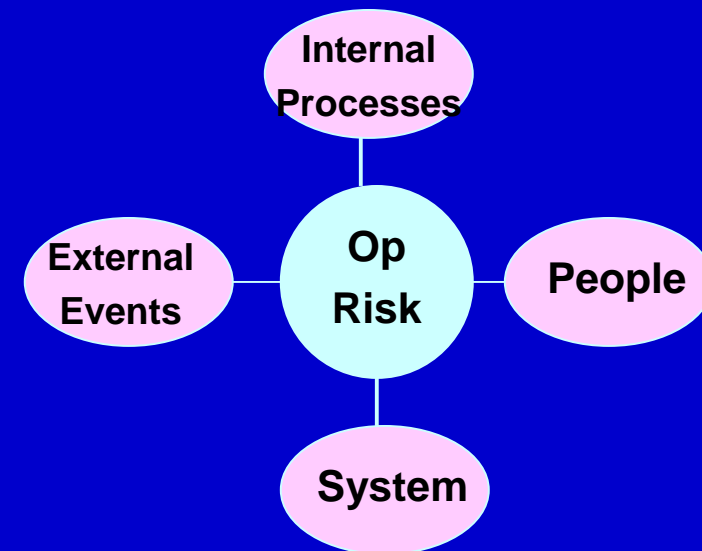 Internal
Processes
External
Events
Op
Risk
People
System